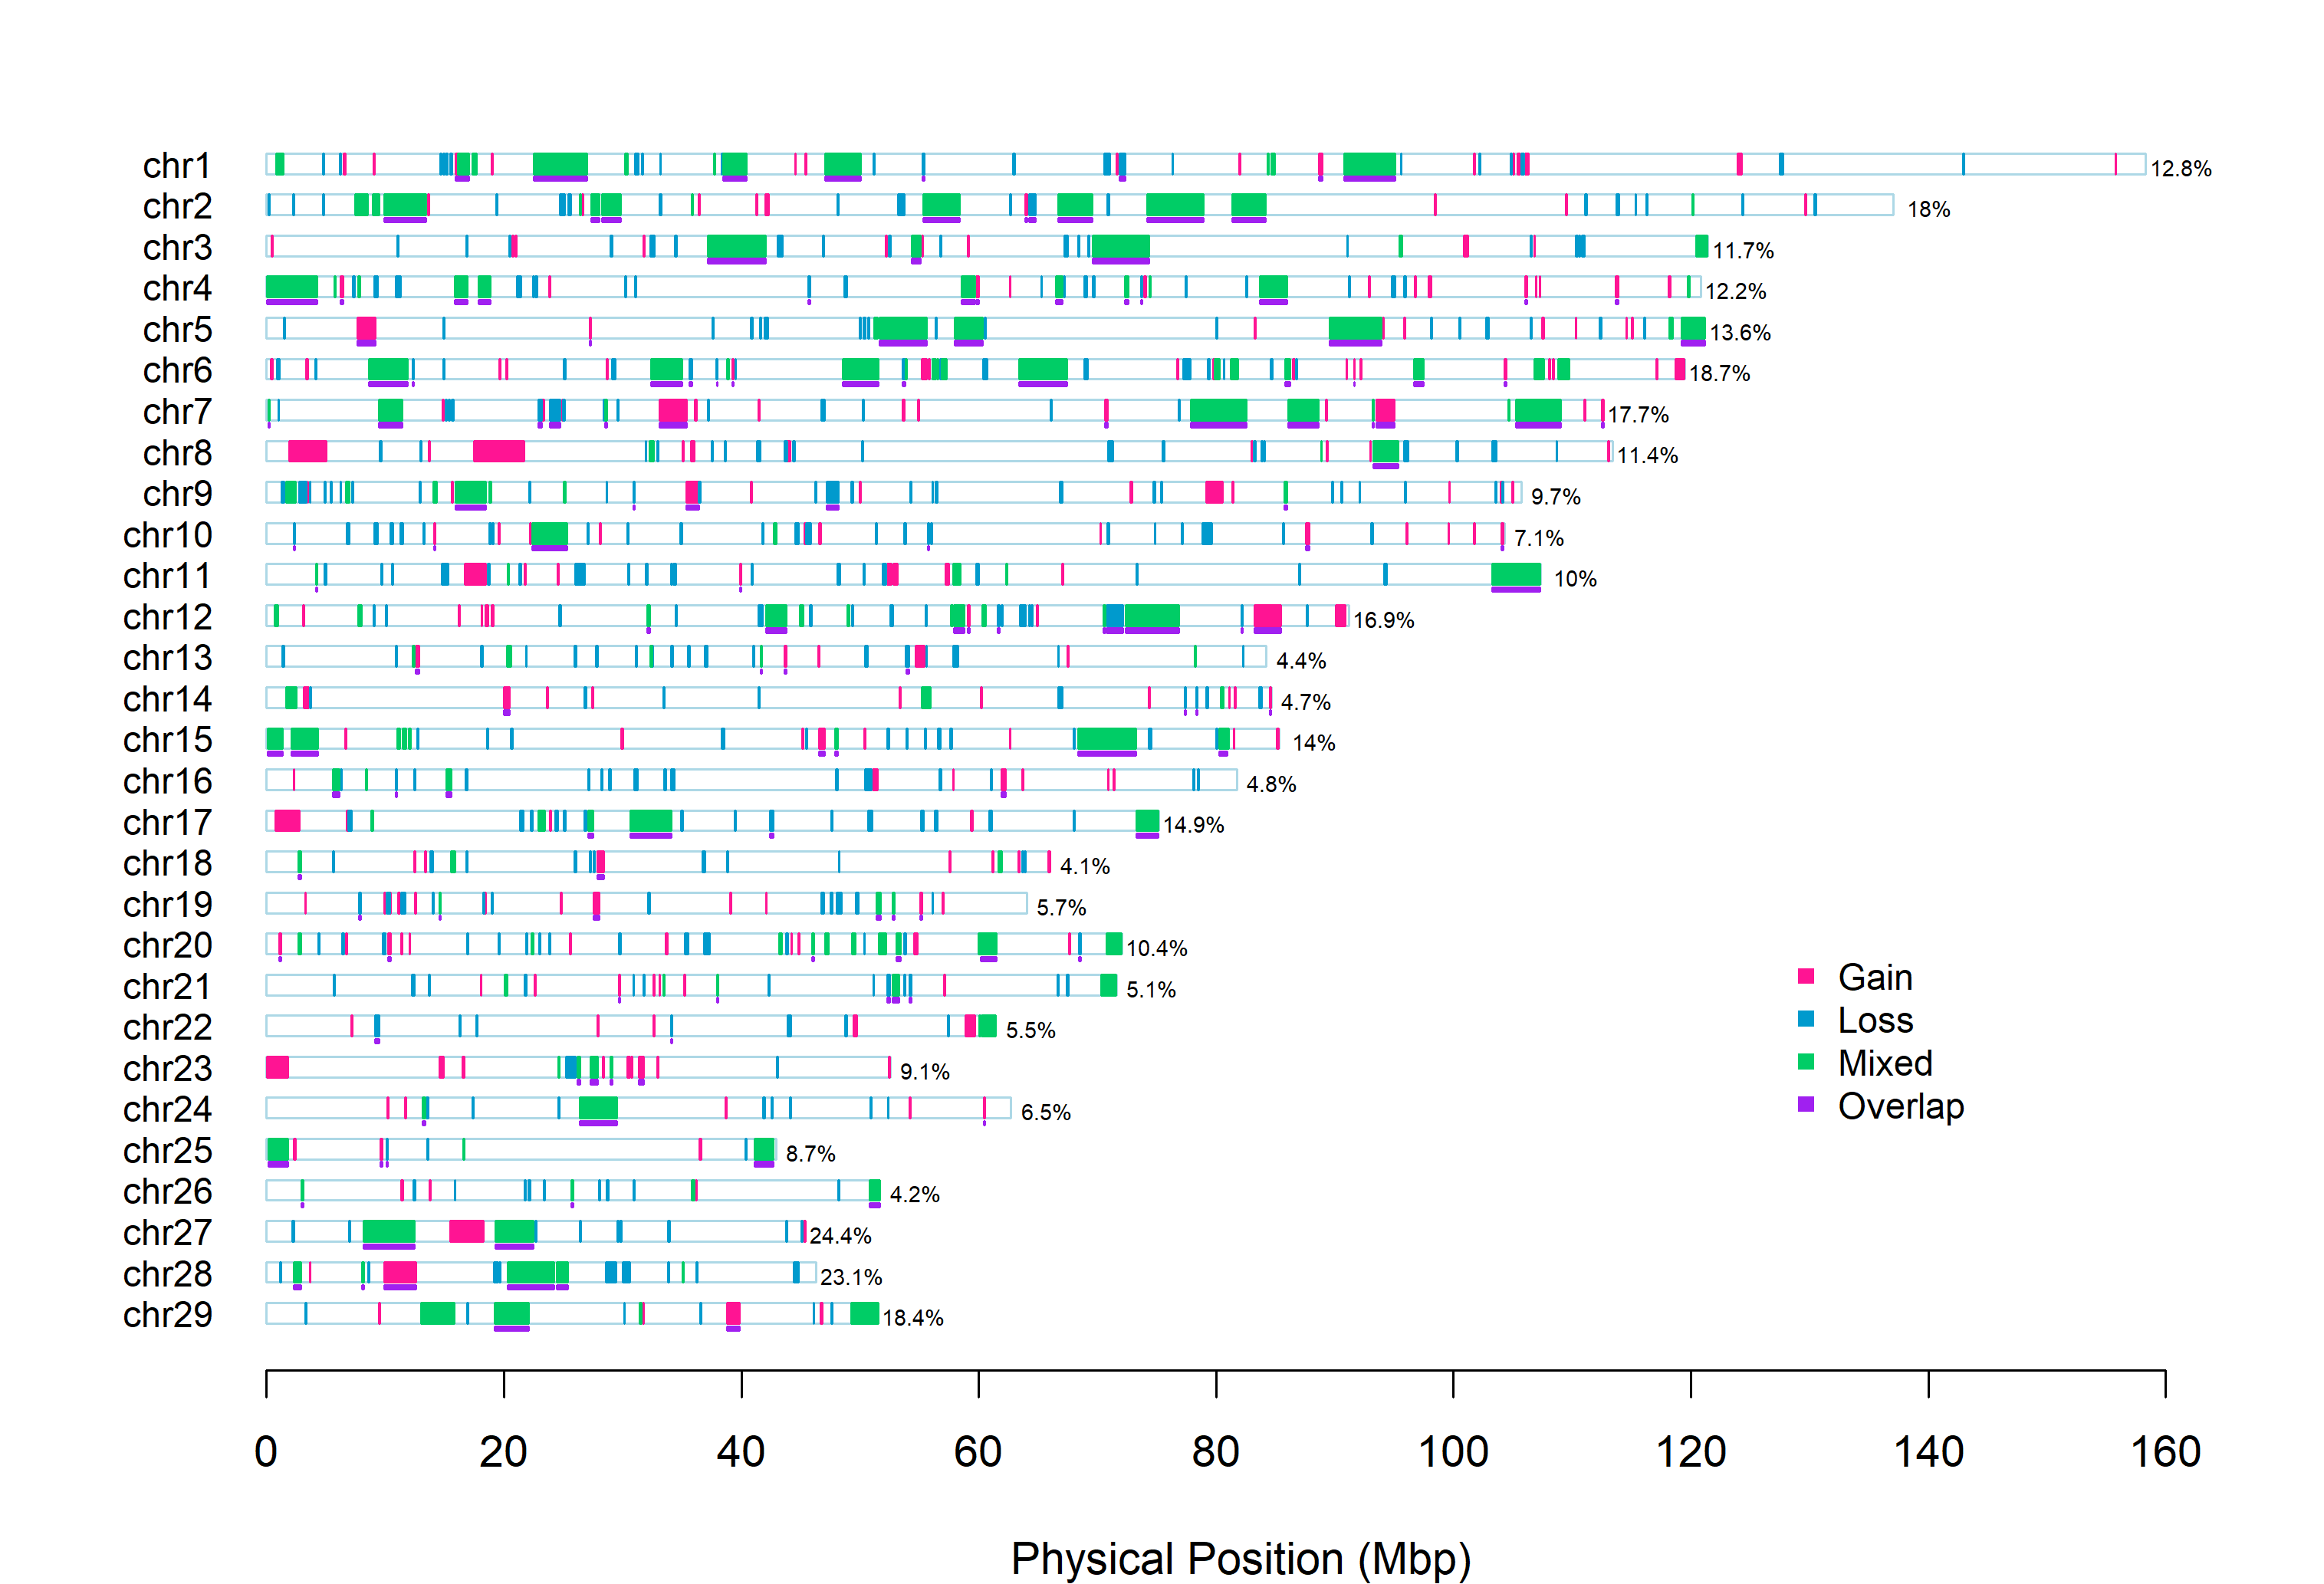 chr1 12.8%
chr2 18%
chr3 11.7%
chr4 12.2%
chr5 13.6%
chr6 18.7%
chr7 17.7%
chr8 11.4%
chr9 9.7%
chr10 7.1%
chr11 10%
chr12 16.9%
chr13 4.4%
chr14 4.7%
chr15 14%
chr16 4.8%
chr17 14.9%
chr18 4.1%
chr19 5.7%
chr20 10.4%
chr21 5.1%
Gain
Loss
Mixed
Overlap
chr22 5.5%
chr23 9.1%
chr24 6.5%
chr25 8.7%
chr26 4.2%
chr27 24.4%
chr28 23.1%
chr29 18.4%
0 20 40 60 80 100 120 140 160
Physical Position (Mbp)